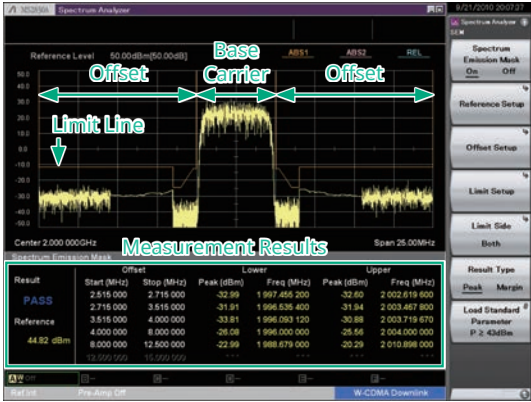 MS2830A Spectrum Analyzer
9/21/2010 20:07:37
Spectrum Analyzer
SEM
Reference Level 50.00dBm(50.00dB)
ABS1 ABS2 REL
Base
Carrier
Offset
Offset
Limit Line
50.0
40.0
30.0
20.0
10.0
0.0
-10.0
-20.0
-30.0
-40.0
-50.0
Center 2.000 000GHz
Span 25.00MHz
Measurement Results
Spectrum Emission Mask
Offset Lower Upper
Result Start (MHz) Stop (MHz) Peak (dBm) Freq (MHz) Peak (dBm) Freq (MHz)
PASS
Reference
44.82 dBm
2.515 000 2.715 000 -32.99 1 997.455 200 -32.60 2 002.619 600
2.715 000 3.515 000 -31.91 1 996.535 400 -31.94 2 003.467 800
3.515 000 4.000 000 -33.81 1 996.093 120 -30.88 2 003.719 670
4.000 000 8.000 000 -26.08 1 996.000 000 -25.56 2 004.000 000
8.000 000 12.500 000 -22.99 1 988.679 000 -20.29 2 010.898 000
12.500 000 15.000 000 *** *** *** ***
Off
Ref.Int Pre-Amp Off
W-CDMA Downlink
Spectrum
Emission Mask
On Off
Reference Setup
Offset Setup
Limit Setup
Limit Side
Both
Result Type
Peak Margin
Load Standard
Parameter
P ≥ 43dBm